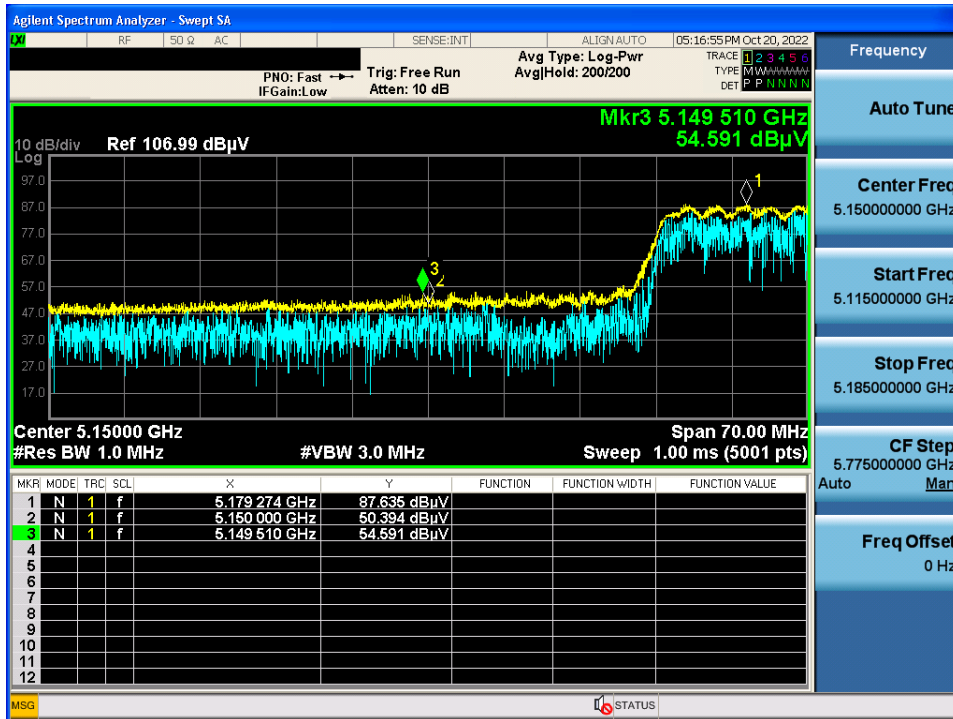 Agilent Spectrum Analyzer - Swept SA
LXI RF 50 Ω AC SENSE:INT ALIGN AUTO 05:16:55 PM Oct 20, 2022
Frequency
PNO: Fast
IFGain:Low
Trig: Free Run
Atten: 10 dB
Avg Type: Log-Pwr
Avg|Hold: 200/200
TRACE 1 2 3 4 5 6
TYPE M W W W W W
DET P P N N N N
Mkr3 5.149 510 GHz
54.591 dBµV
10 dB/div Ref 106.99 dBµV
Log
97.0
87.0
77.0
67.0
57.0
47.0
37.0
27.0
17.0
1
3
2
Center 5.15000 GHz Span 70.00 MHz
#Res BW 1.0 MHz #VBW 3.0 MHz Sweep 1.00 ms (5001 pts)
MKR MODE TRC SCL X Y FUNCTION FUNCTION WIDTH FUNCTION VALUE
1 N 1 f 5.179 274 GHz 87.635 dBµV
2 N 1 f 5.150 000 GHz 50.394 dBµV
3 N 1 f 5.149 510 GHz 54.591 dBµV
4
5
6
7
8
9
10
11
12
Auto Tune
Center Freq
5.150000000 GHz
Start Freq
5.115000000 GHz
Stop Freq
5.185000000 GHz
CF Step
5.775000000 GHz
Auto Man
Freq Offset
0 Hz
MSG STATUS